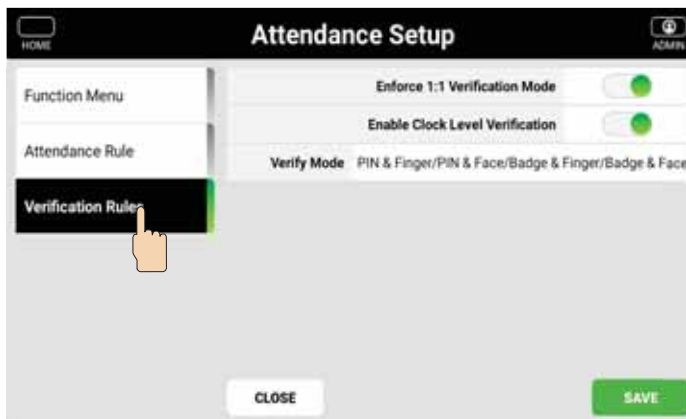 HOME
Attendance Setup
ADMIN
Function Menu
Attendance Rule
Verification Rules
Enforce 1:1 Verification Mode
Enable Clock Level Verification
Verify Mode PIN & Finger/PIN & Face/Badge & Finger/Badge & Face
CLOSE
SAVE